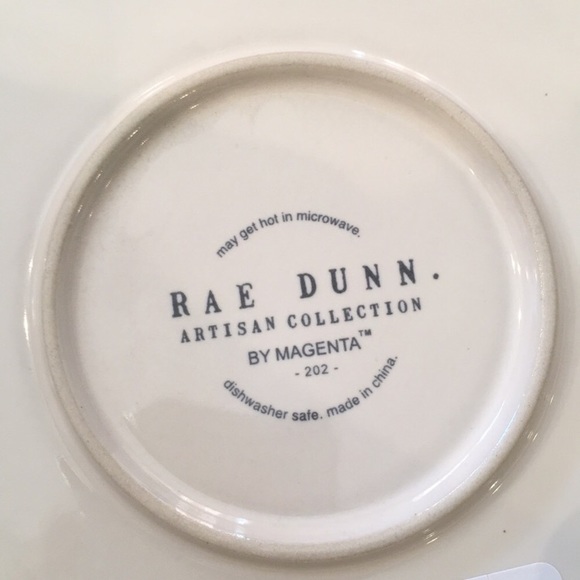 may get hot in microwave.
RAE DUNN.
ARTISAN COLLECTION
BY MAGENTA™
- 202 -
dishwasher safe. made in china.